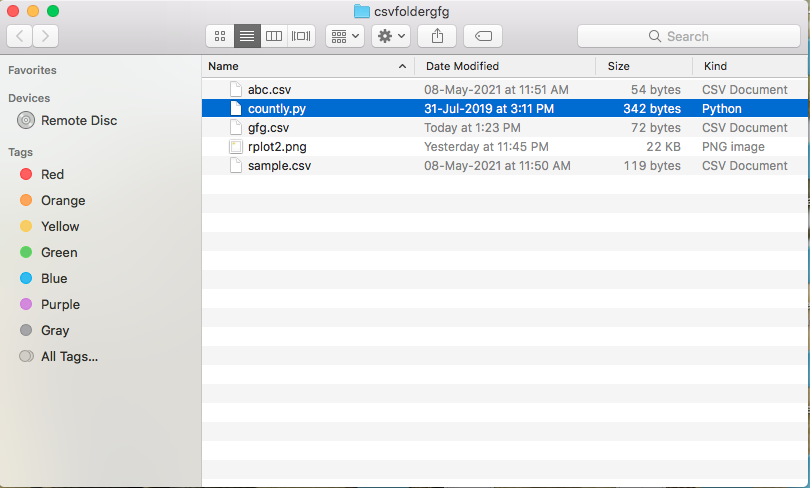 csvfoldergfg
Search
Favorites
Devices
Remote Disc
Tags
Red
Orange
Yellow
Green
Blue
Purple
Gray
All Tags...
Name Date Modified Size Kind
abc.csv 08-May-2021 at 11:51 AM 54 bytes CSV Document
countly.py 31-Jul-2019 at 3:11 PM 342 bytes Python
gfg.csv Today at 1:23 PM 72 bytes CSV Document
rplot2.png Yesterday at 11:45 PM 22 KB PNG image
sample.csv 08-May-2021 at 11:50 AM 119 bytes CSV Document